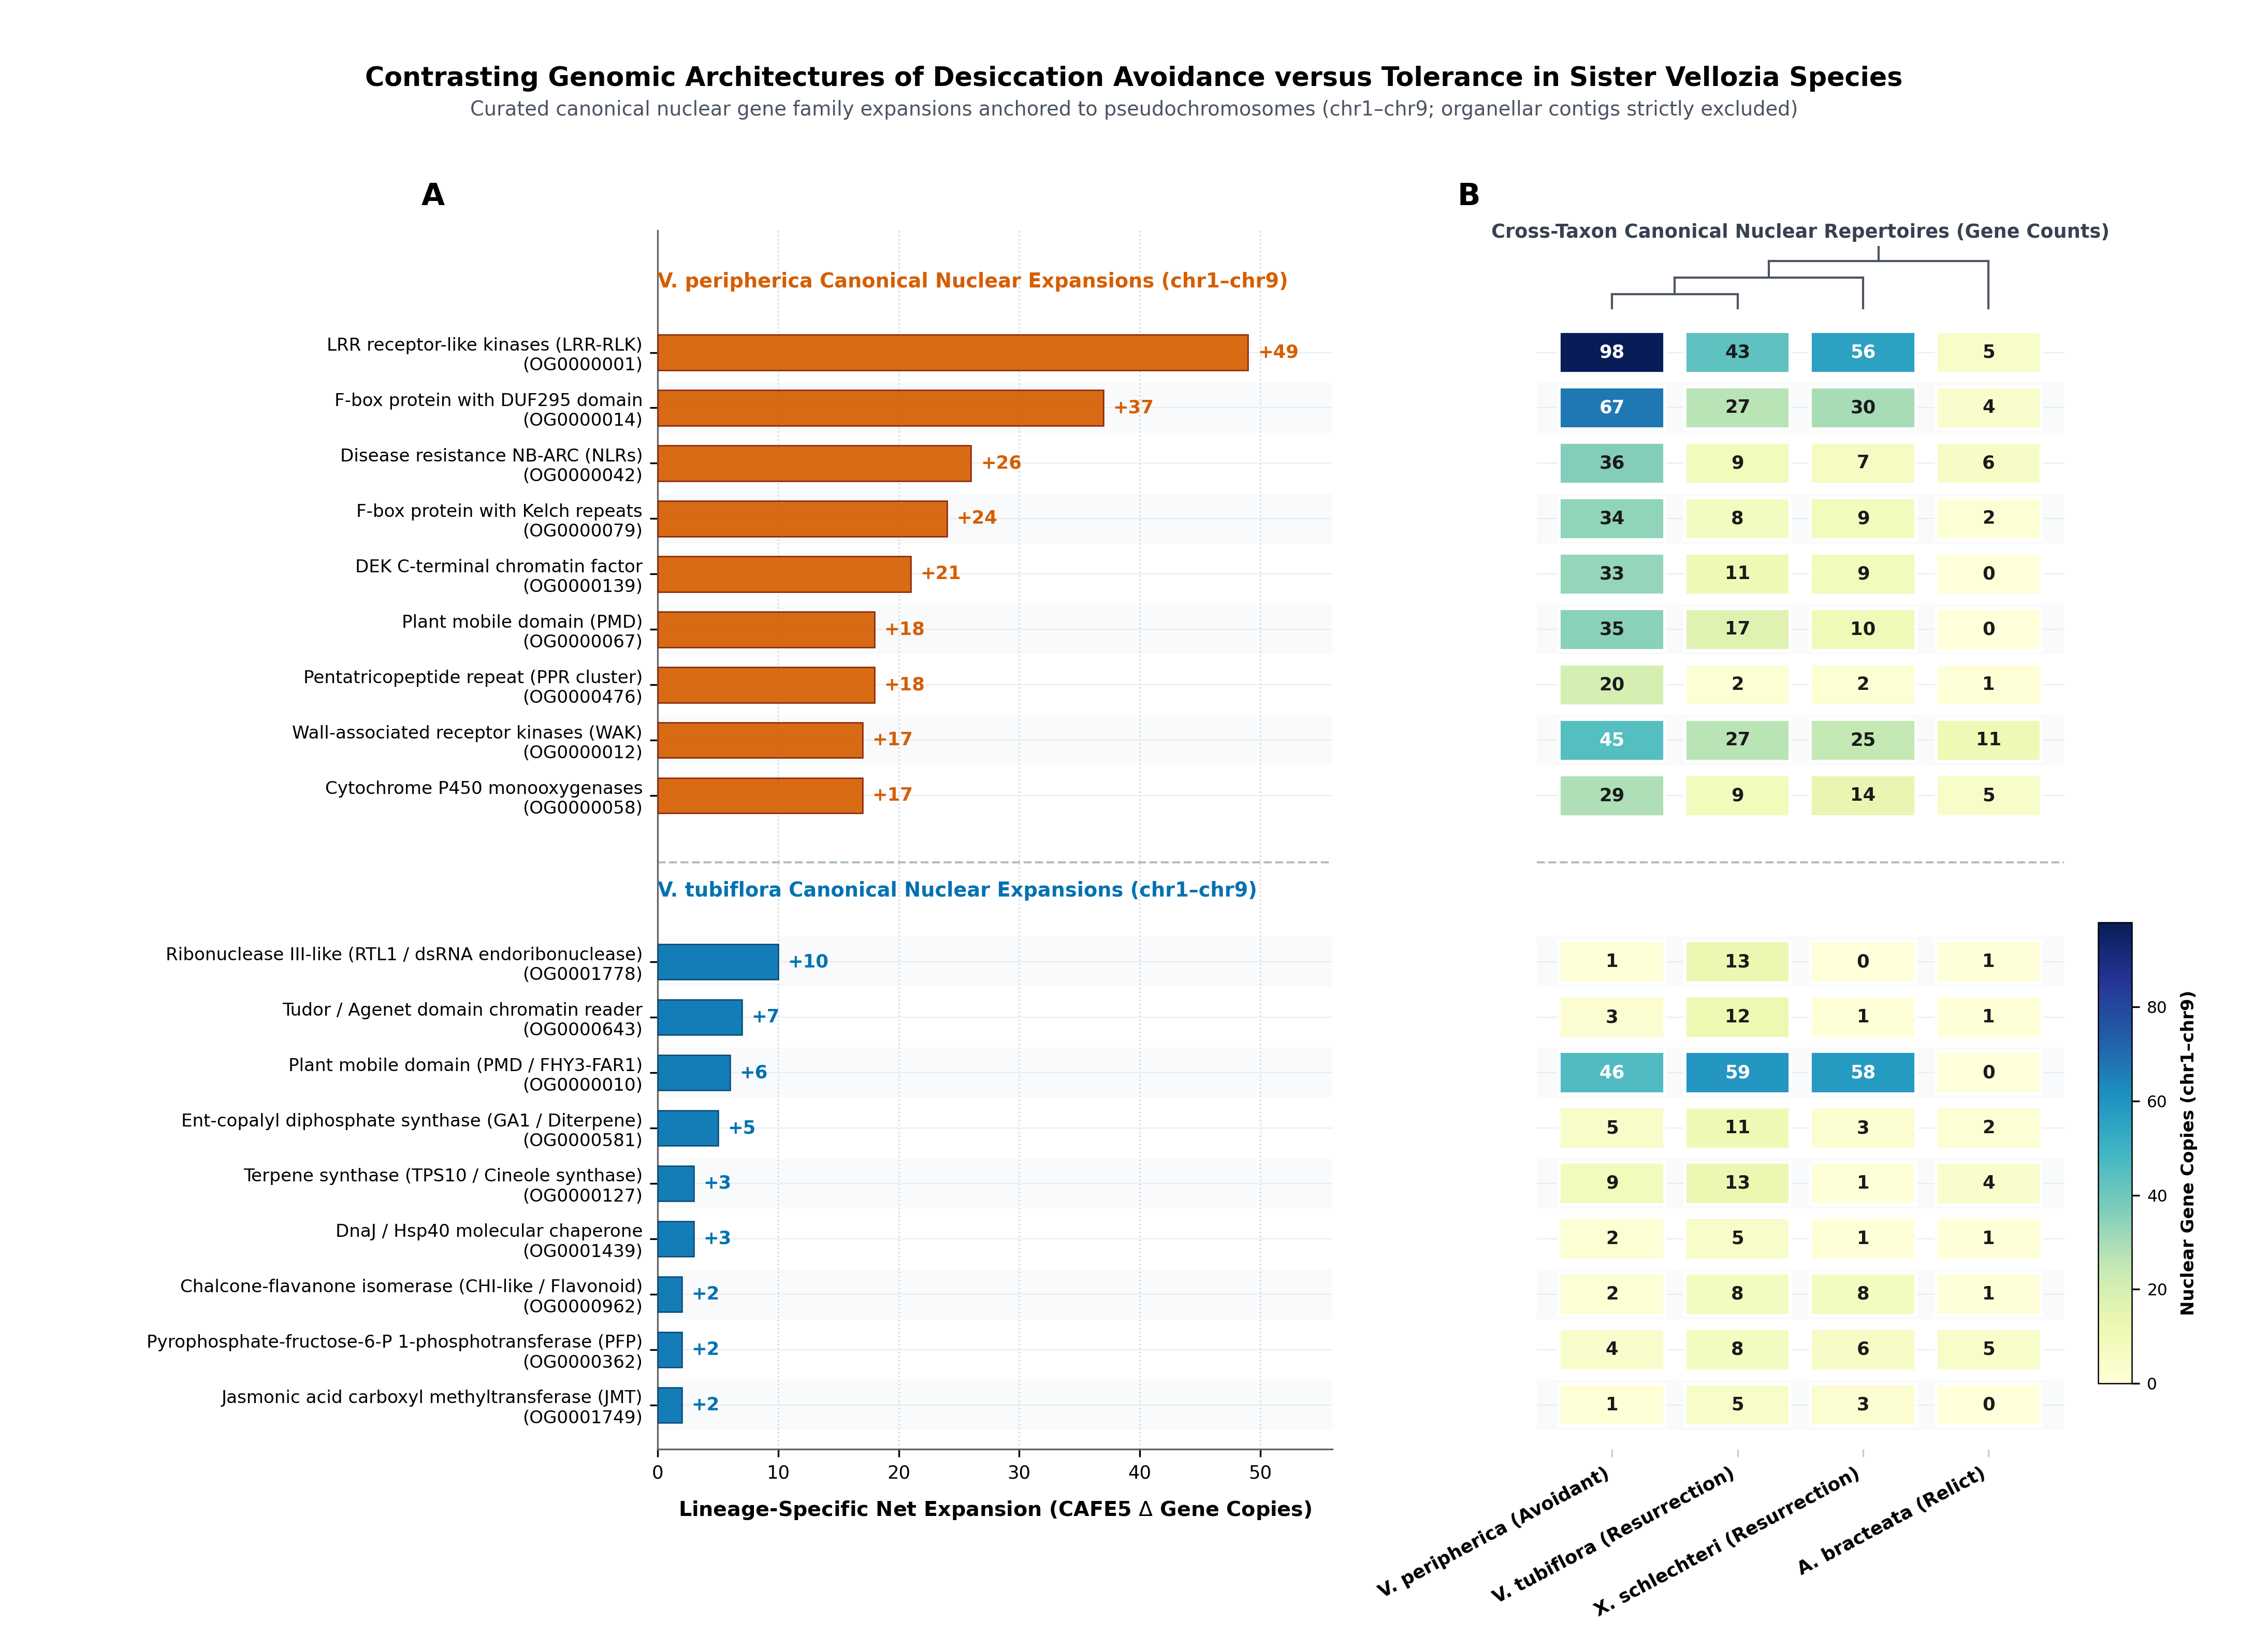 Contrasting Genomic Architectures of Desiccation Avoidance versus Tolerance in Sister Vellozia Species
Curated canonical nuclear gene family expansions anchored to pseudochromosomes (chr1–chr9; organellar contigs strictly excluded)
A
V. peripherica Canonical Nuclear Expansions (chr1–chr9)
LRR receptor-like kinases (LRR-RLK)
(OG0000001)
+49
F-box protein with DUF295 domain
(OG0000014)
+37
Disease resistance NB-ARC (NLRs)
(OG0000042)
+26
F-box protein with Kelch repeats
(OG0000079)
+24
DEK C-terminal chromatin factor
(OG0000139)
+21
Plant mobile domain (PMD)
(OG0000067)
+18
Pentatricopeptide repeat (PPR cluster)
(OG0000476)
+18
Wall-associated receptor kinases (WAK)
(OG0000012)
+17
Cytochrome P450 monooxygenases
(OG0000058)
+17
V. tubiflora Canonical Nuclear Expansions (chr1–chr9)
Ribonuclease III-like (RTL1 / dsRNA endoribonuclease)
(OG0001778)
+10
Tudor / Agenet domain chromatin reader
(OG0000643)
+7
Plant mobile domain (PMD / FHY3-FAR1)
(OG0000010)
+6
Ent-copalyl diphosphate synthase (GA1 / Diterpene)
(OG0000581)
+5
Terpene synthase (TPS10 / Cineole synthase)
(OG0000127)
+3
DnaJ / Hsp40 molecular chaperone
(OG0001439)
+3
Chalcone-flavanone isomerase (CHI-like / Flavonoid)
(OG0000962)
+2
Pyrophosphate-fructose-6-P 1-phosphotransferase (PFP)
(OG0000362)
+2
Jasmonic acid carboxyl methyltransferase (JMT)
(OG0001749)
+2
0 10 20 30 40 50
Lineage-Specific Net Expansion (CAFE5 Δ Gene Copies)
B
Cross-Taxon Canonical Nuclear Repertoires (Gene Counts)
98 43 56 5
67 27 30 4
36 9 7 6
34 8 9 2
33 11 9 0
35 17 10 0
20 2 2 1
45 27 25 11
29 9 14 5
1 13 0 1
3 12 1 1
46 59 58 0
5 11 3 2
9 13 1 4
2 5 1 1
2 8 8 1
4 8 6 5
1 5 3 0
V. peripherica (Avoidant)
V. tubiflora (Resurrection)
X. schlechteri (Resurrection)
A. bracteata (Relict)
80
60
40
20
0
Nuclear Gene Copies (chr1–chr9)